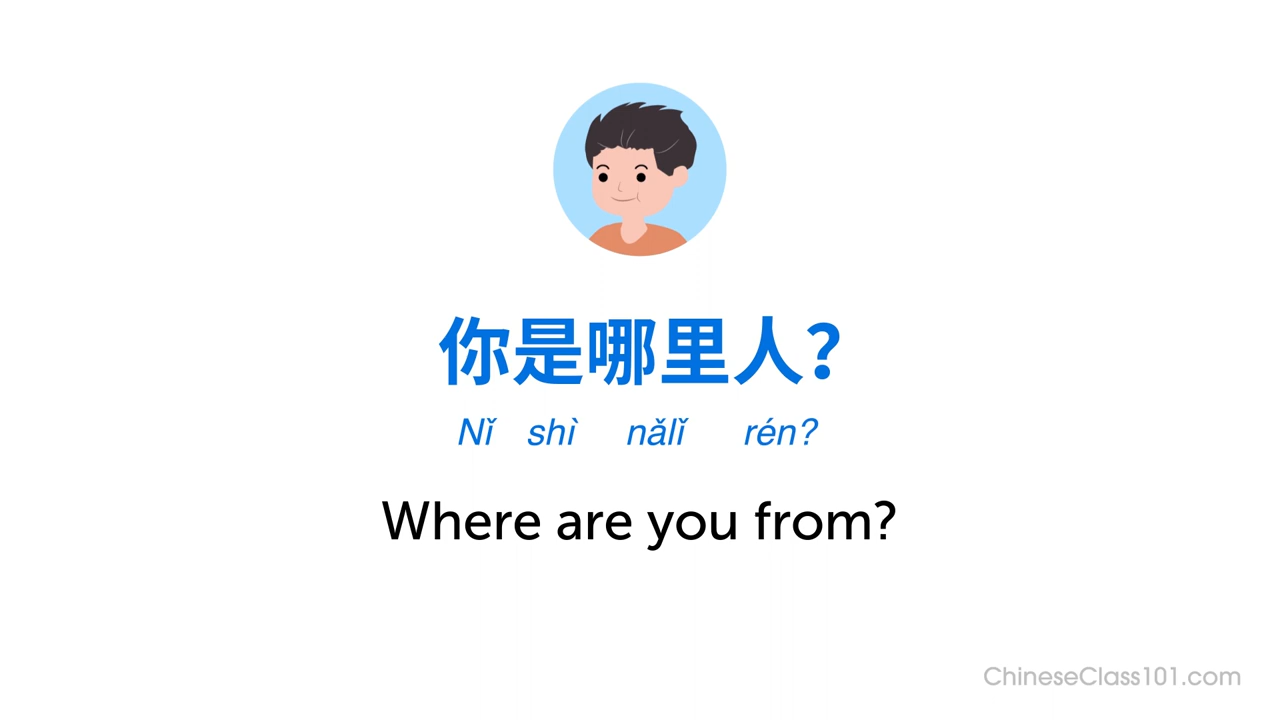 你是哪里人?
Nǐ shì nǎlǐ rén?
Where are you from?
ChineseClass101.com